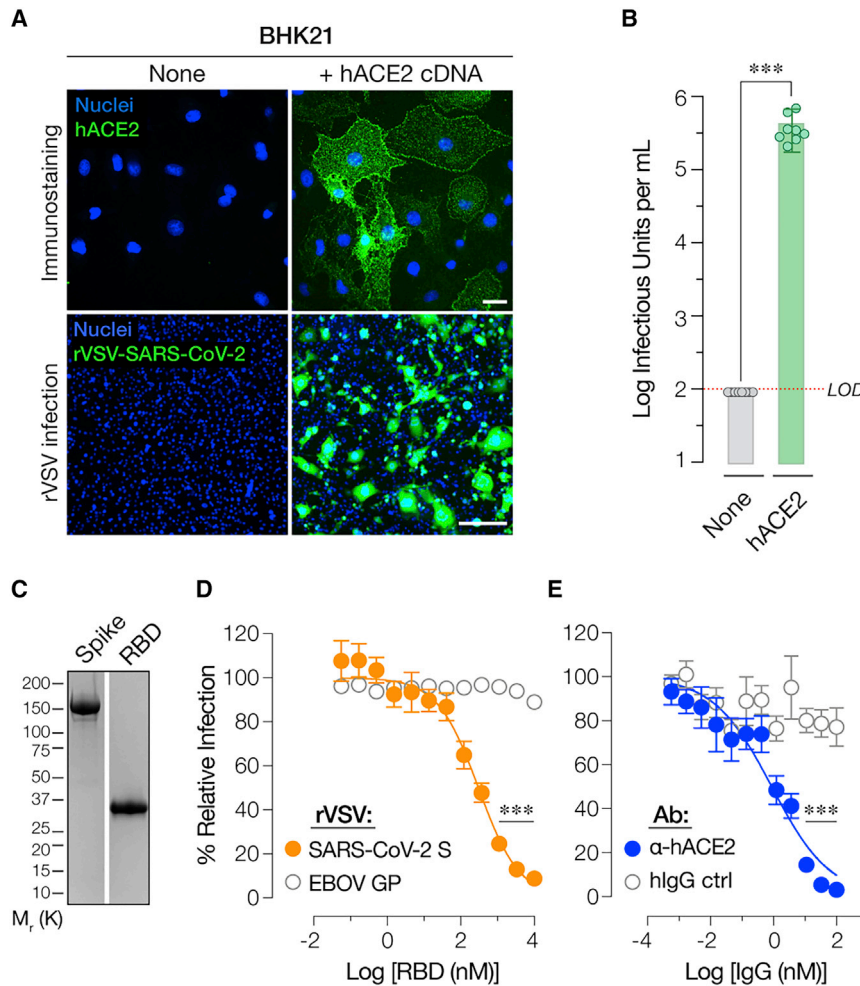 A
BHK21
None
+ hACE2 cDNA
Immunostaining
Nuclei
hACE2
rVSV infection
Nuclei
rVSV-SARS-CoV-2
B
***
Log Infectious Units per mL
6
5
4
3
2
1
LOD
None
hACE2
C
Spike
RBD
200
150
100
75
50
37
25
20
15
10
Mr (K)
D
% Relative Infection
120
100
80
60
40
20
0
***
rVSV:
SARS-CoV-2 S
EBOV GP
-2 0 2 4
Log [RBD (nM)]
E
120
100
80
60
40
20
0
***
Ab:
α-hACE2
hIgG ctrl
-4 -2 0 2
Log [IgG (nM)]